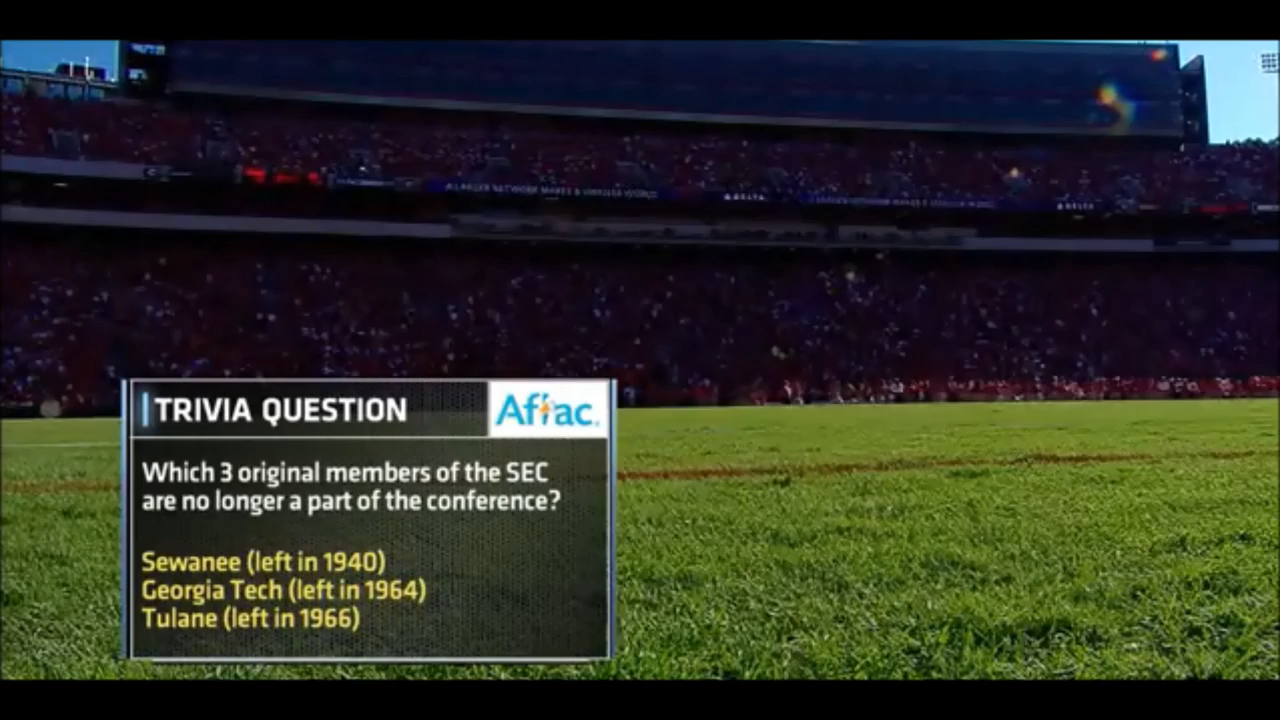 TRIVIA QUESTION
Aflac
Which 3 original members of the SEC
are no longer a part of the conference?
Sewanee (left in 1940)
Georgia Tech (left in 1964)
Tulane (left in 1966)